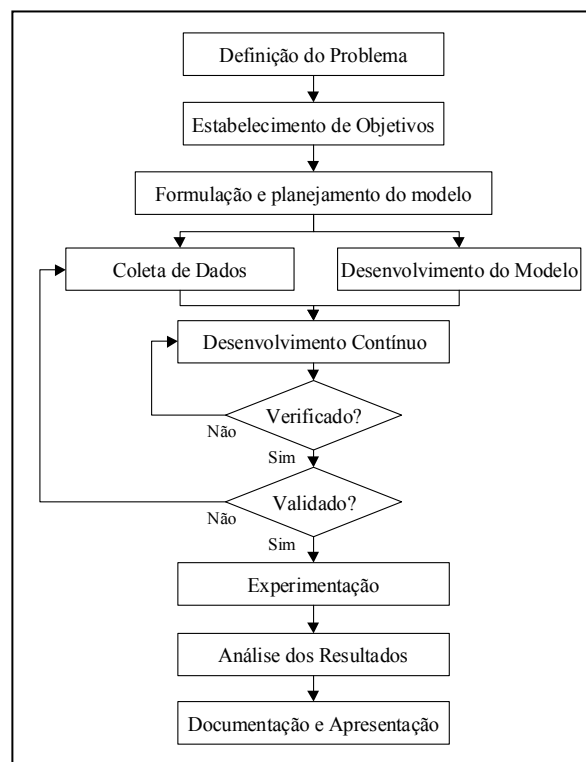 Definição do Problema
Estabelecimento de Objetivos
Formulação e planejamento do modelo
Coleta de Dados
Desenvolvimento do Modelo
Desenvolvimento Contínuo
Verificado?
Não
Sim
Validado?
Não
Sim
Experimentação
Análise dos Resultados
Documentação e Apresentação